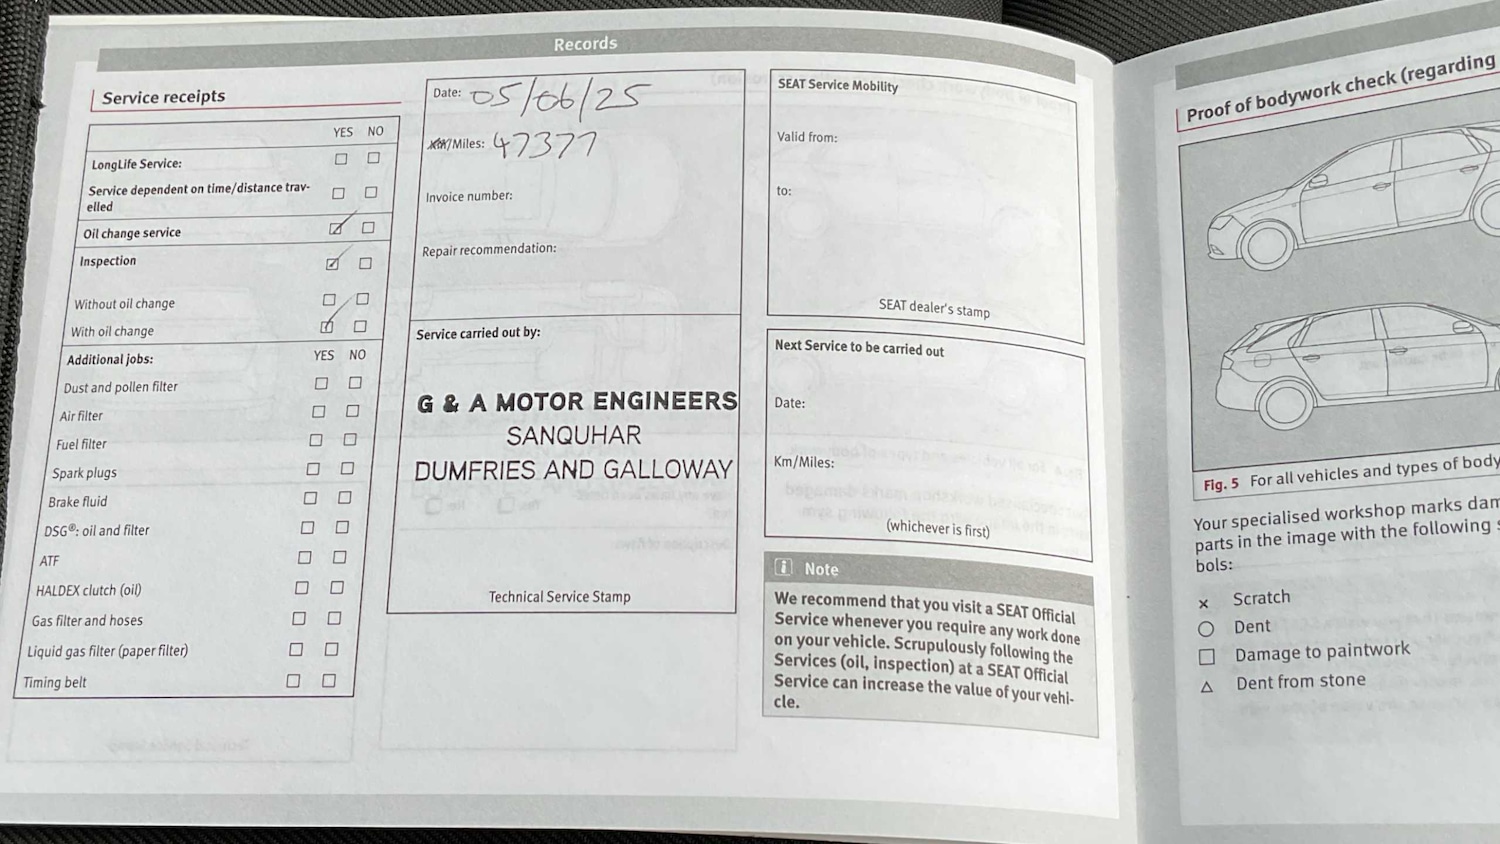 Records
Service receipts
YES NO
LongLife Service:
Service dependent on time/distance trav-
elled
Oil change service
Inspection
Without oil change
With oil change
Additional jobs: YES NO
Dust and pollen filter
Air filter
Fuel filter
Spark plugs
Brake fluid
DSG®: oil and filter
ATF
HALDEX clutch (oil)
Gas filter and hoses
Liquid gas filter (paper filter)
Timing belt
Date: 05/06/25
Km/Miles: 47377
Invoice number:
Repair recommendation:
Service carried out by:
G & A MOTOR ENGINEERS
SANQUHAR
DUMFRIES AND GALLOWAY
Technical Service Stamp
SEAT Service Mobility
Valid from:
to:
SEAT dealer's stamp
Next Service to be carried out
Date:
Km/Miles:
(whichever is first)
i Note
We recommend that you visit a SEAT Official
Service whenever you require any work done
on your vehicle. Scrupulously following the
Services (oil, inspection) at a SEAT Official
Service can increase the value of your vehi-
cle.
Proof of bodywork check (regarding
Fig. 5 For all vehicles and types of body
Your specialised workshop marks dam
parts in the image with the following s
bols:
× Scratch
○ Dent
□ Damage to paintwork
△ Dent from stone